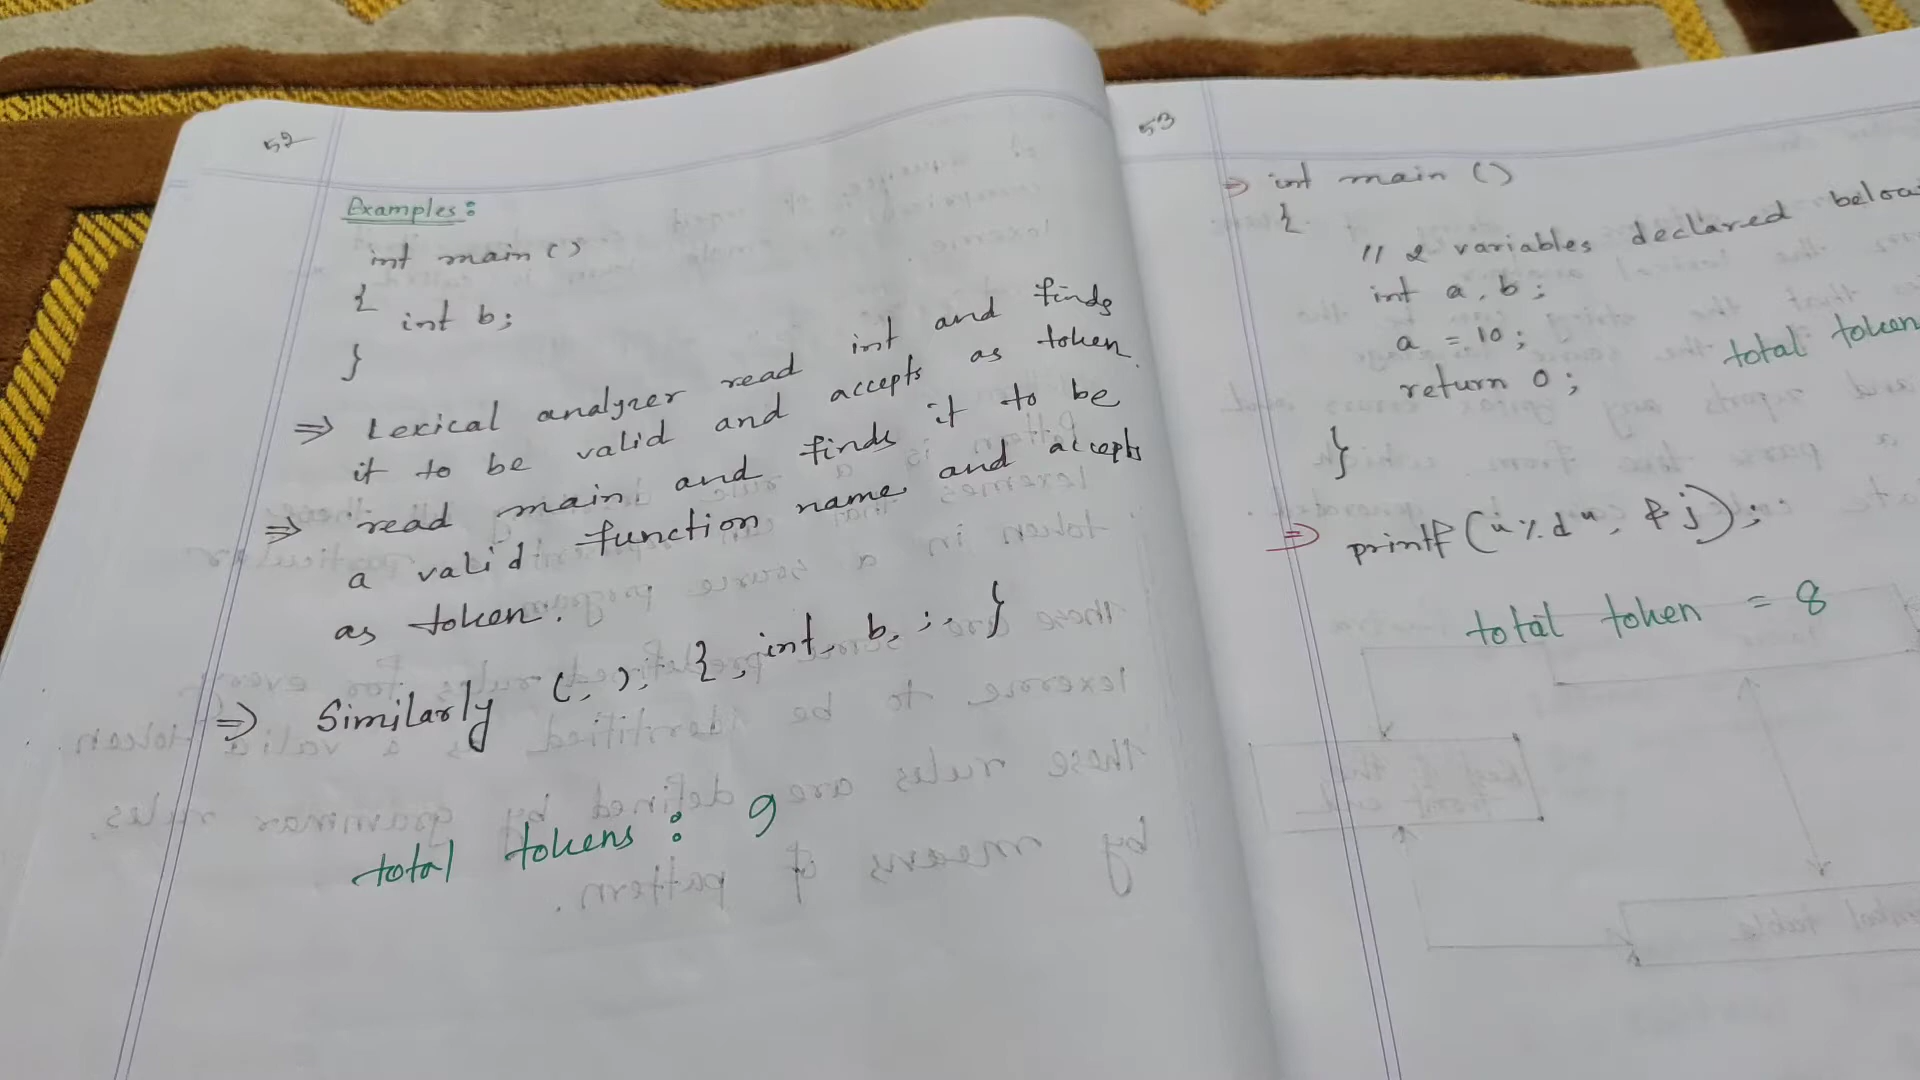 52
Examples:
int main ()
{
int b;
}
⇒ Lexical analyzer read int and finds
it to be valid and accepts as token.
⇒ read main and finds it to be
a valid function name and accepts
as token.
⇒ Similarly (, ), {, int, b, ;, }
total tokens: 9
53
⇒ int main ()
{
// 2 variables declared below
int a, b;
a = 10;
return 0;
total token
}
⇒ printf ("%d", &j);
total token = 8